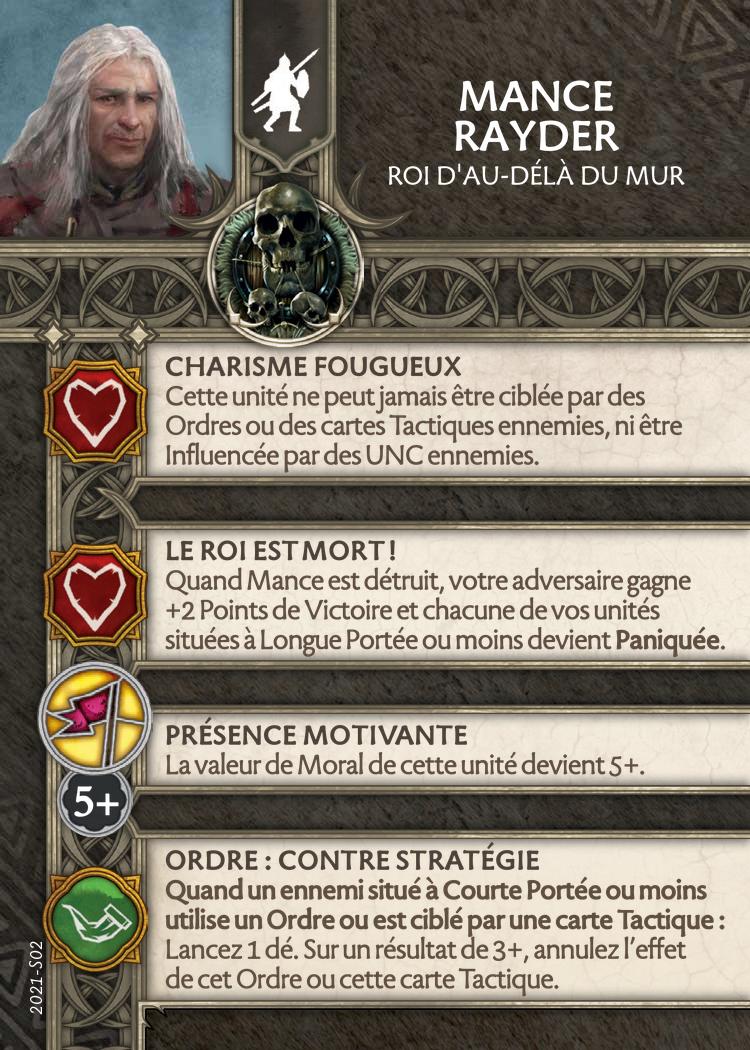 MANCE
RAYDER
ROI D'AU-DÉLÀ DU MUR
CHARISME FOUGUEUX
Cette unité ne peut jamais être ciblée par des
Ordres ou des cartes Tactiques ennemies, ni être
Influencée par des UNC ennemies.
LE ROI EST MORT !
Quand Mance est détruit, votre adversaire gagne
+2 Points de Victoire et chacune de vos unités
situées à Longue Portée ou moins devient Paniquée.
PRÉSENCE MOTIVANTE
La valeur de Moral de cette unité devient 5+.
5+
ORDRE : CONTRE STRATÉGIE
Quand un ennemi situé à Courte Portée ou moins
utilise un Ordre ou est ciblé par une carte Tactique :
Lancez 1 dé. Sur un résultat de 3+, annulez l'effet
de cet Ordre ou cette carte Tactique.
2021-S02